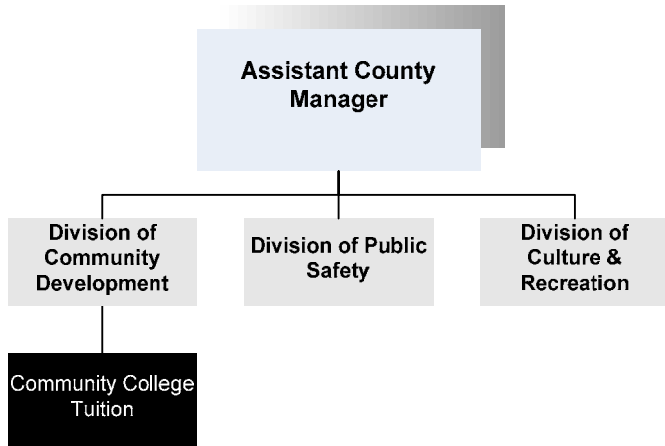 Assistant County
Manager
Division of
Community
Development
Division of Public
Safety
Division of
Culture &
Recreation
Community College
Tuition